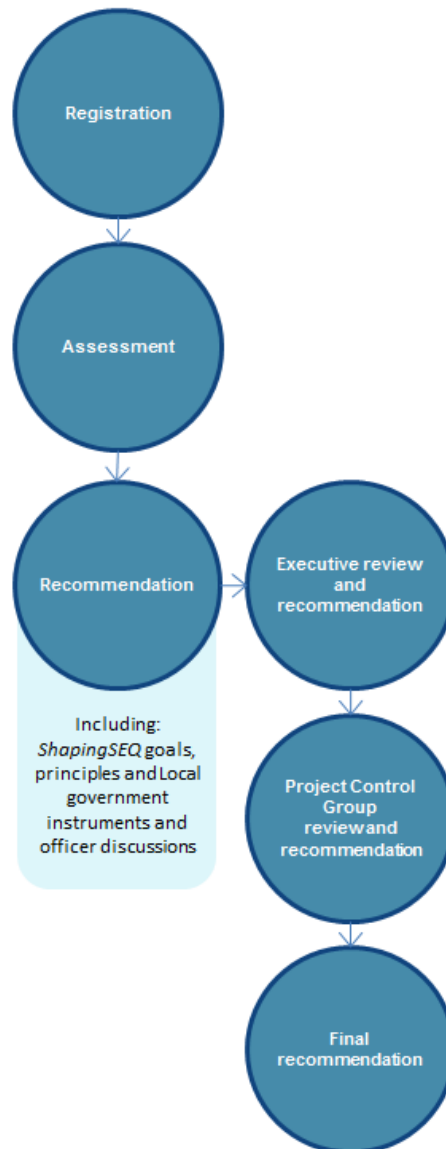 Registration
Assessment
Recommendation
Including:
ShapingSEQ goals,
principles and Local
government
instruments and
officer discussions
Executive review
and
recommendation
Project Control
Group
review and
recommendation
Final
recommendation